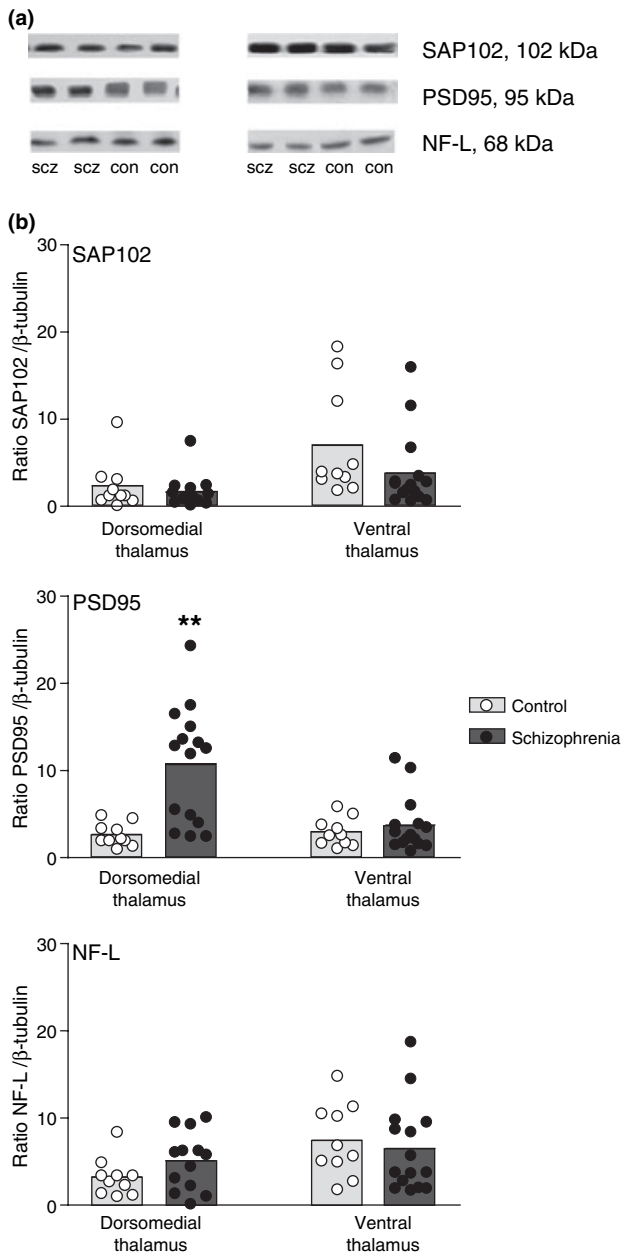 (a)
SAP102, 102 kDa
PSD95, 95 kDa
NF-L, 68 kDa
scz scz con con scz scz con con
(b)
30
20
10
0
Ratio SAP102 /β-tubulin
SAP102
Dorsomedial
thalamus
Ventral
thalamus
30
20
10
0
Ratio PSD95 /β-tubulin
PSD95
**
Dorsomedial
thalamus
Ventral
thalamus
Control
Schizophrenia
30
20
10
0
Ratio NF-L /β-tubulin
NF-L
Dorsomedial
thalamus
Ventral
thalamus